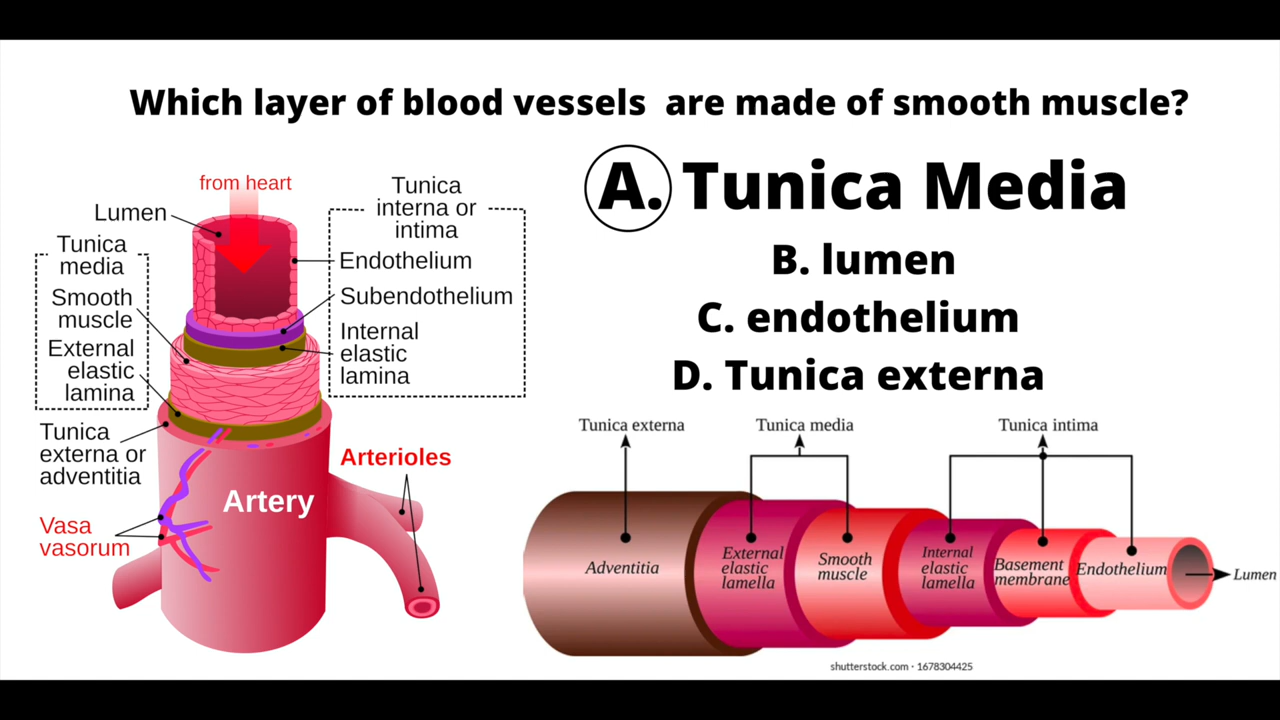 Which layer of blood vessels  are made of smooth muscle?
A. Tunica Media
B. lumen
C. endothelium
D. Tunica externa
from heart
Lumen
Tunica
media
Smooth
muscle
External
elastic
lamina
Tunica
externa or
adventitia
Vasa
vasorum
Tunica
interna or
intima
Endothelium
Subendothelium
Internal
elastic
lamina
Arterioles
Artery
Tunica externa
Tunica media
Tunica intima
Adventitia
External
elastic
lamella
Smooth
muscle
Internal
elastic
lamella
Basement
membrane
Endothelium
Lumen
shutterstock.com · 1678304425